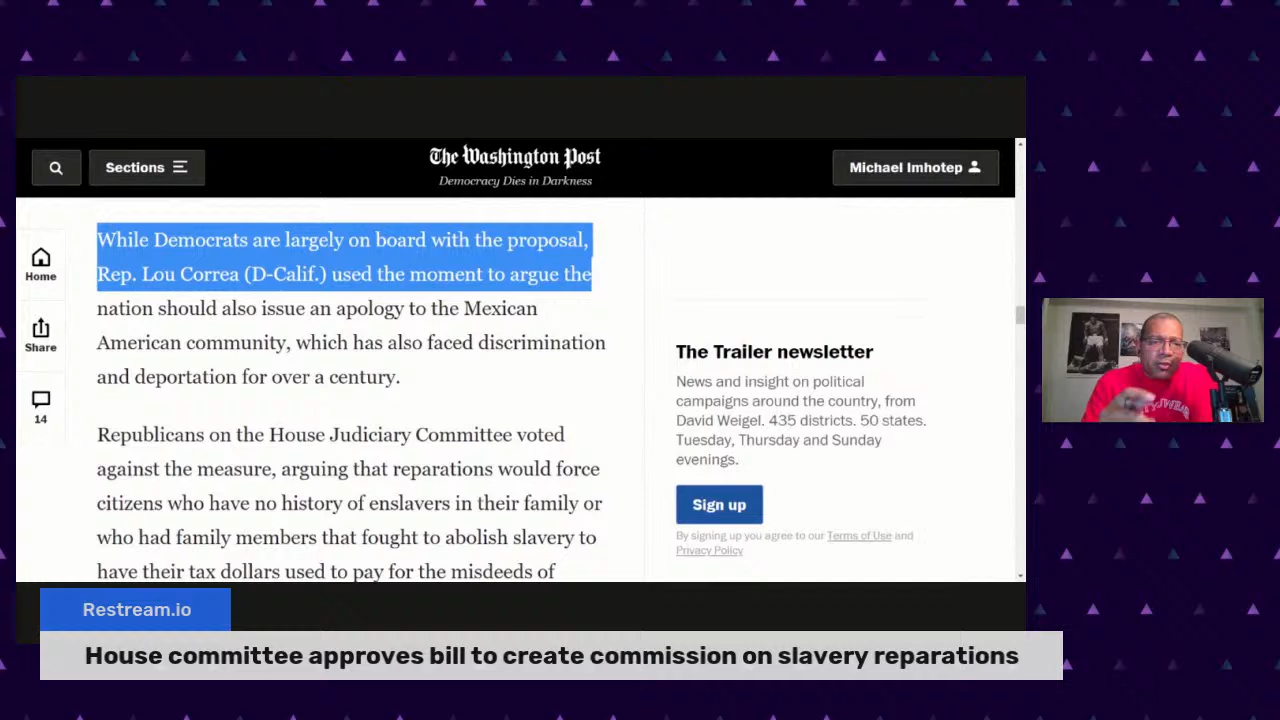 Sections
The Washington Post
Democracy Dies in Darkness
Michael Imhotep
Home
Share
14
While Democrats are largely on board with the proposal,
Rep. Lou Correa (D-Calif.) used the moment to argue the
nation should also issue an apology to the Mexican
American community, which has also faced discrimination
and deportation for over a century.
Republicans on the House Judiciary Committee voted
against the measure, arguing that reparations would force
citizens who have no history of enslavers in their family or
who had family members that fought to abolish slavery to
have their tax dollars used to pay for the misdeeds of
The Trailer newsletter
News and insight on political
campaigns around the country, from
David Weigel. 435 districts. 50 states.
Tuesday, Thursday and Sunday
evenings.
Sign up
By signing up you agree to our Terms of Use and
Privacy Policy
Restream.io
House committee approves bill to create commission on slavery reparations